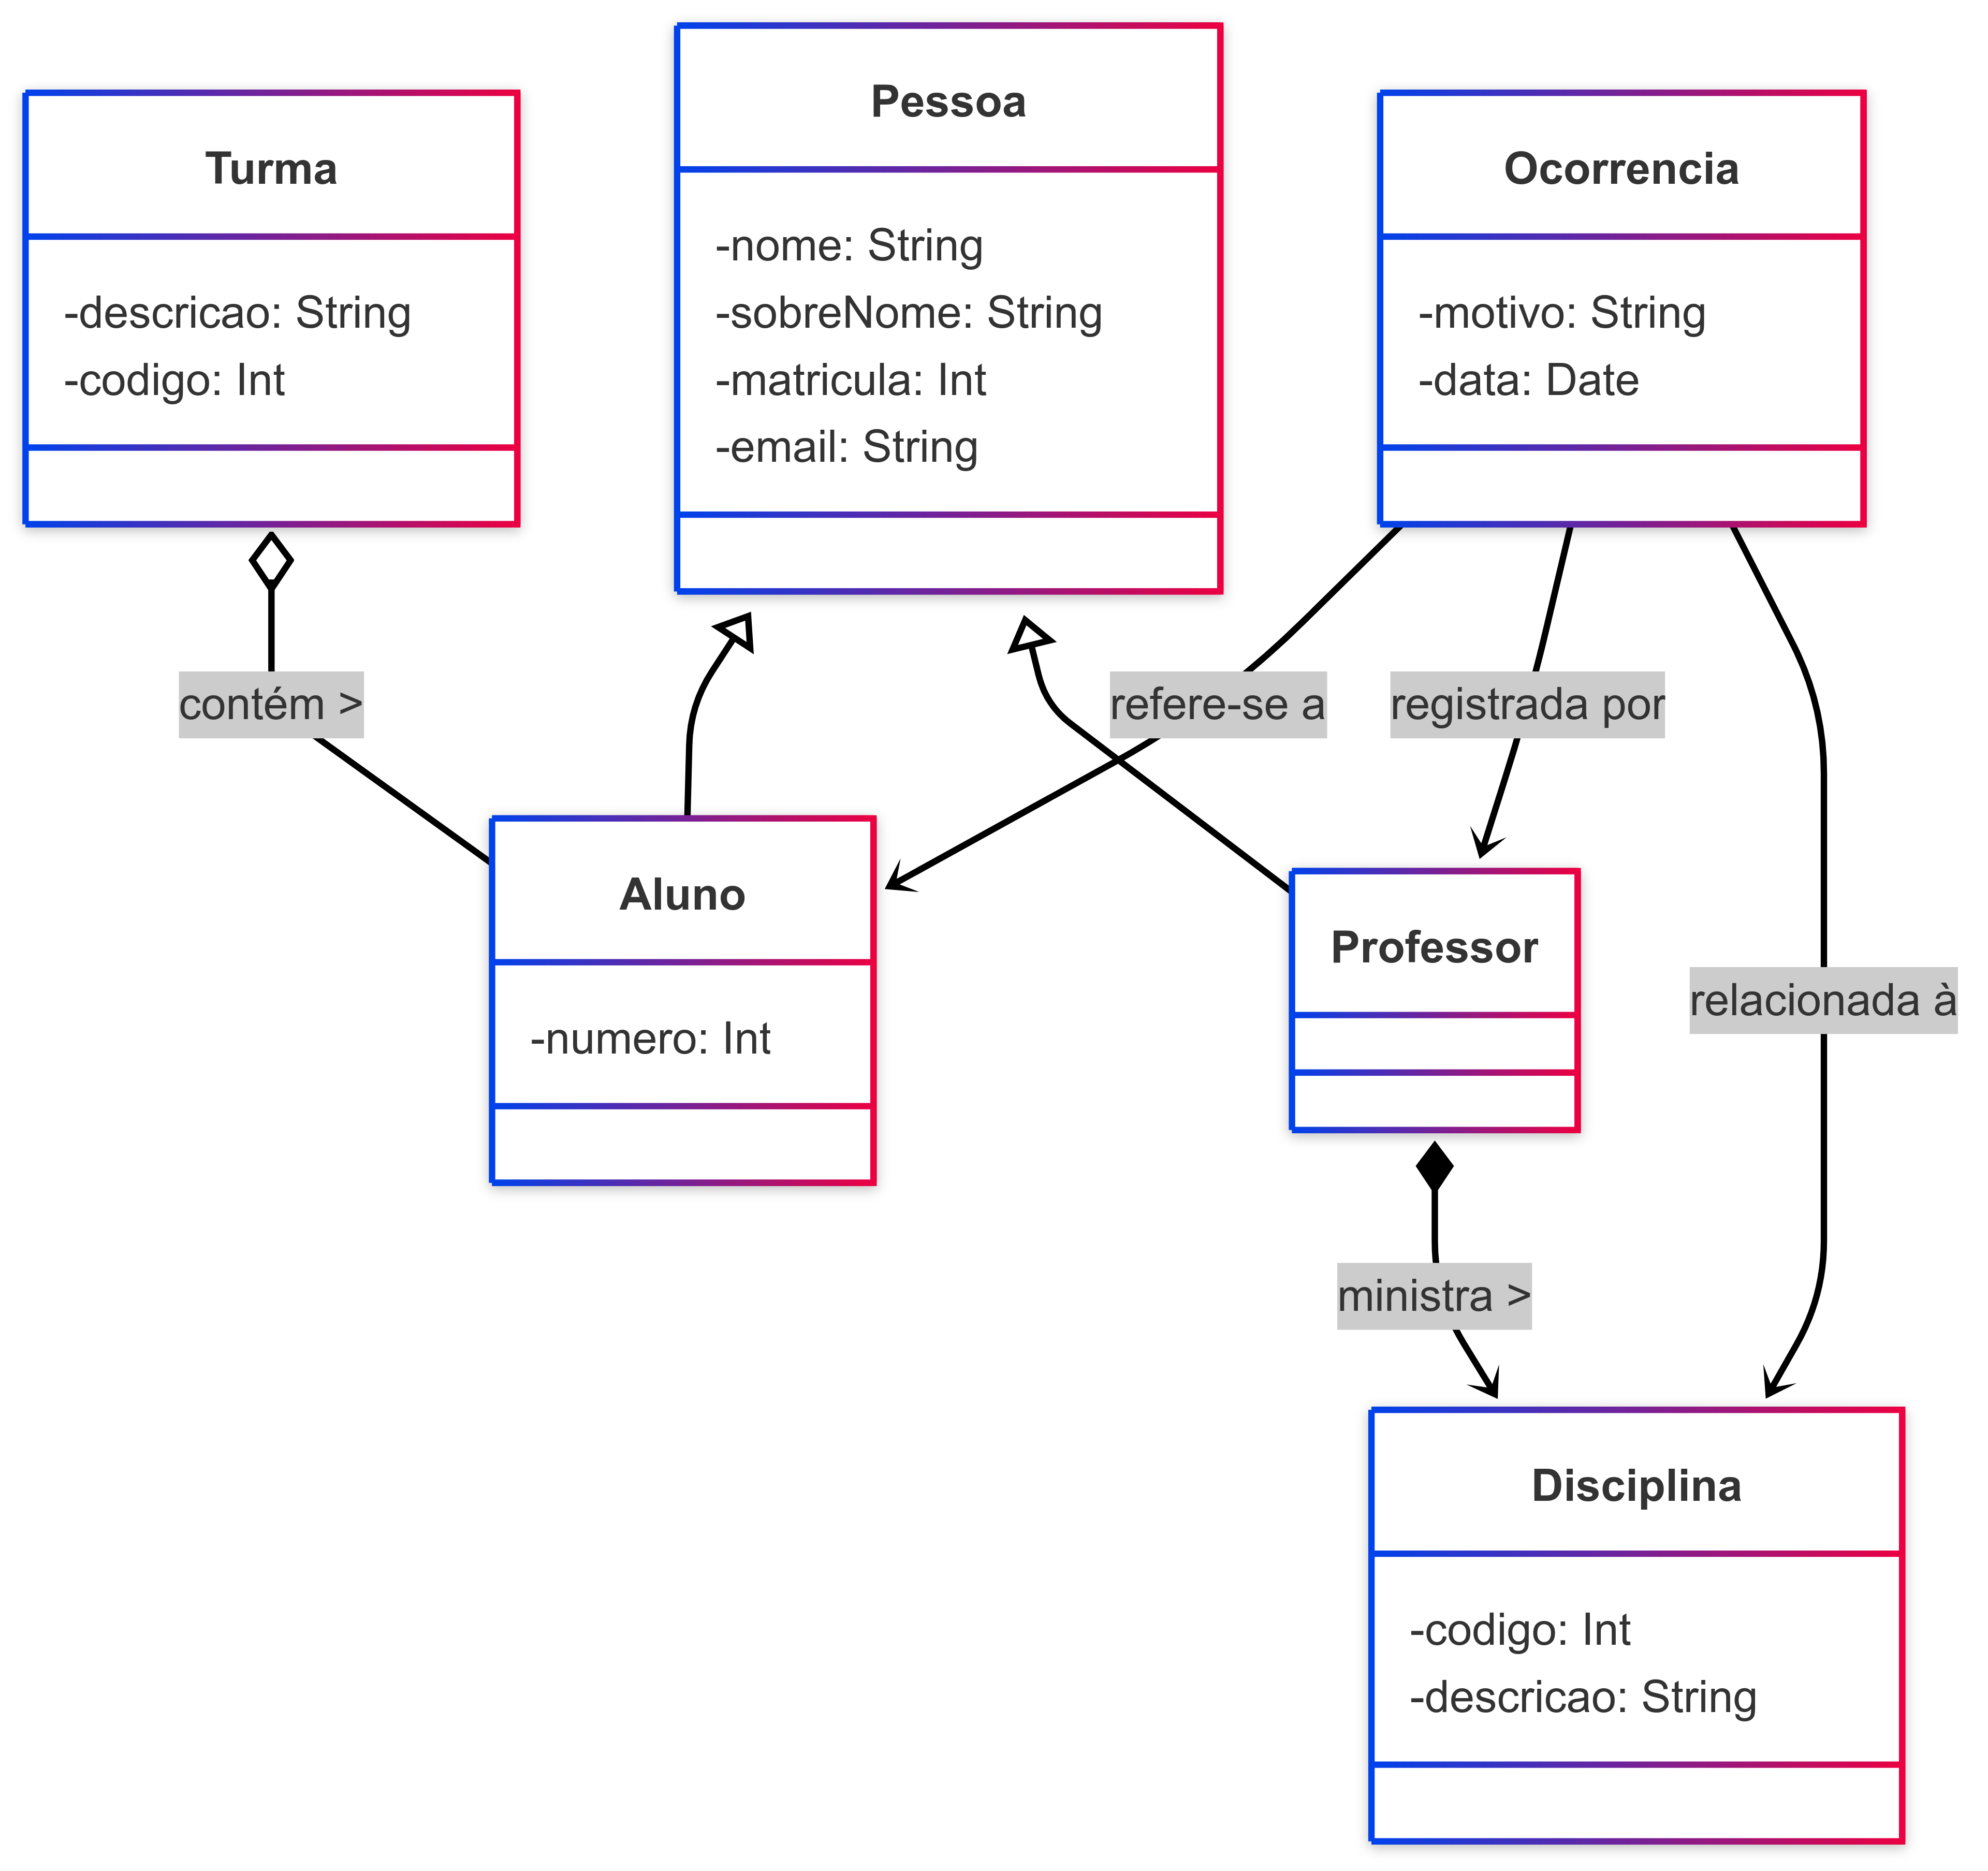 Turma
-descricao: String
-codigo: Int
Pessoa
-nome: String
-sobreNome: String
-matricula: Int
-email: String
Ocorrencia
-motivo: String
-data: Date
contém >
refere-se a
registrada por
relacionada à
Aluno
-numero: Int
Professor
ministra >
Disciplina
-codigo: Int
-descricao: String